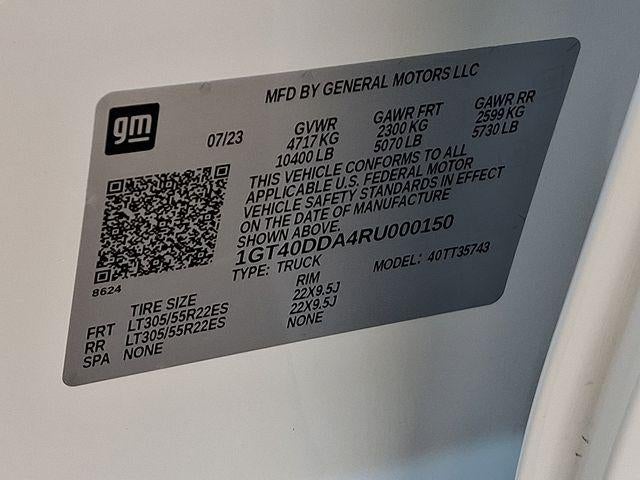 MFD BY GENERAL MOTORS LLC
gm
07/23
GVWR GAWR FRT GAWR RR
4717 KG 2300 KG 2599 KG
10400 LB 5070 LB 5730 LB
THIS VEHICLE CONFORMS TO ALL
APPLICABLE U.S. FEDERAL MOTOR
VEHICLE SAFETY STANDARDS IN EFFECT
ON THE DATE OF MANUFACTURE
SHOWN ABOVE.
1GT40DDA4RU000150
TYPE: TRUCK MODEL: 40TT35743
8624
TIRE SIZE RIM
FRT LT305/55R22ES 22X9.5J
RR LT305/55R22ES 22X9.5J
SPA NONE NONE